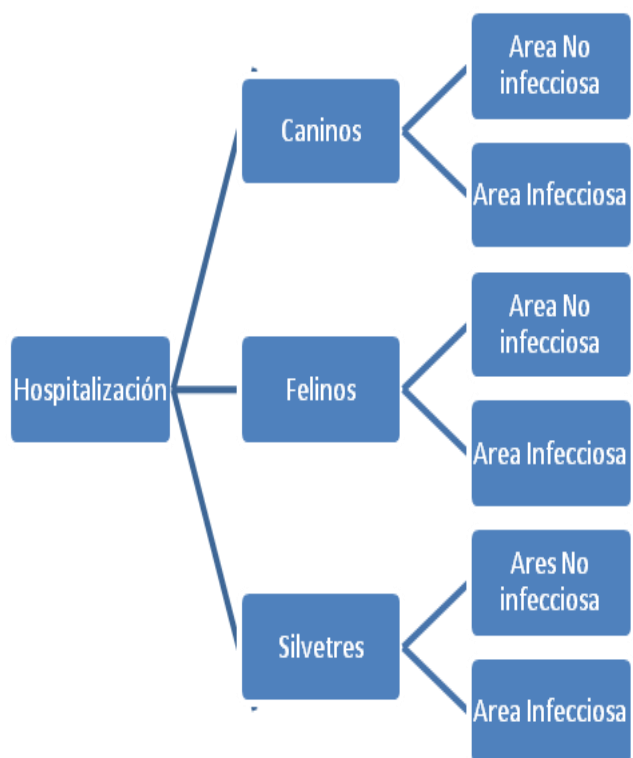 Hospitalización
Caninos
Area No
infecciosa
Area Infecciosa
Felinos
Area No
infecciosa
Area Infecciosa
Silvetres
Ares No
infecciosa
Area Infecciosa